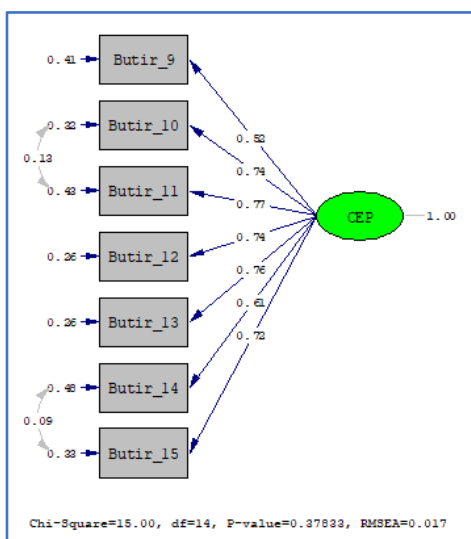 0.41
Butir_9
0.32
Butir_10
0.52
0.13
0.74
0.43
Butir_11
0.77
CEP
1.00
0.26
Butir_12
0.74
0.76
0.26
Butir_13
0.61
0.72
0.48
Butir_14
0.09
0.33
Butir_15
Chi-Square=15.00, df=14, P-value=0.37833, RMSEA=0.017